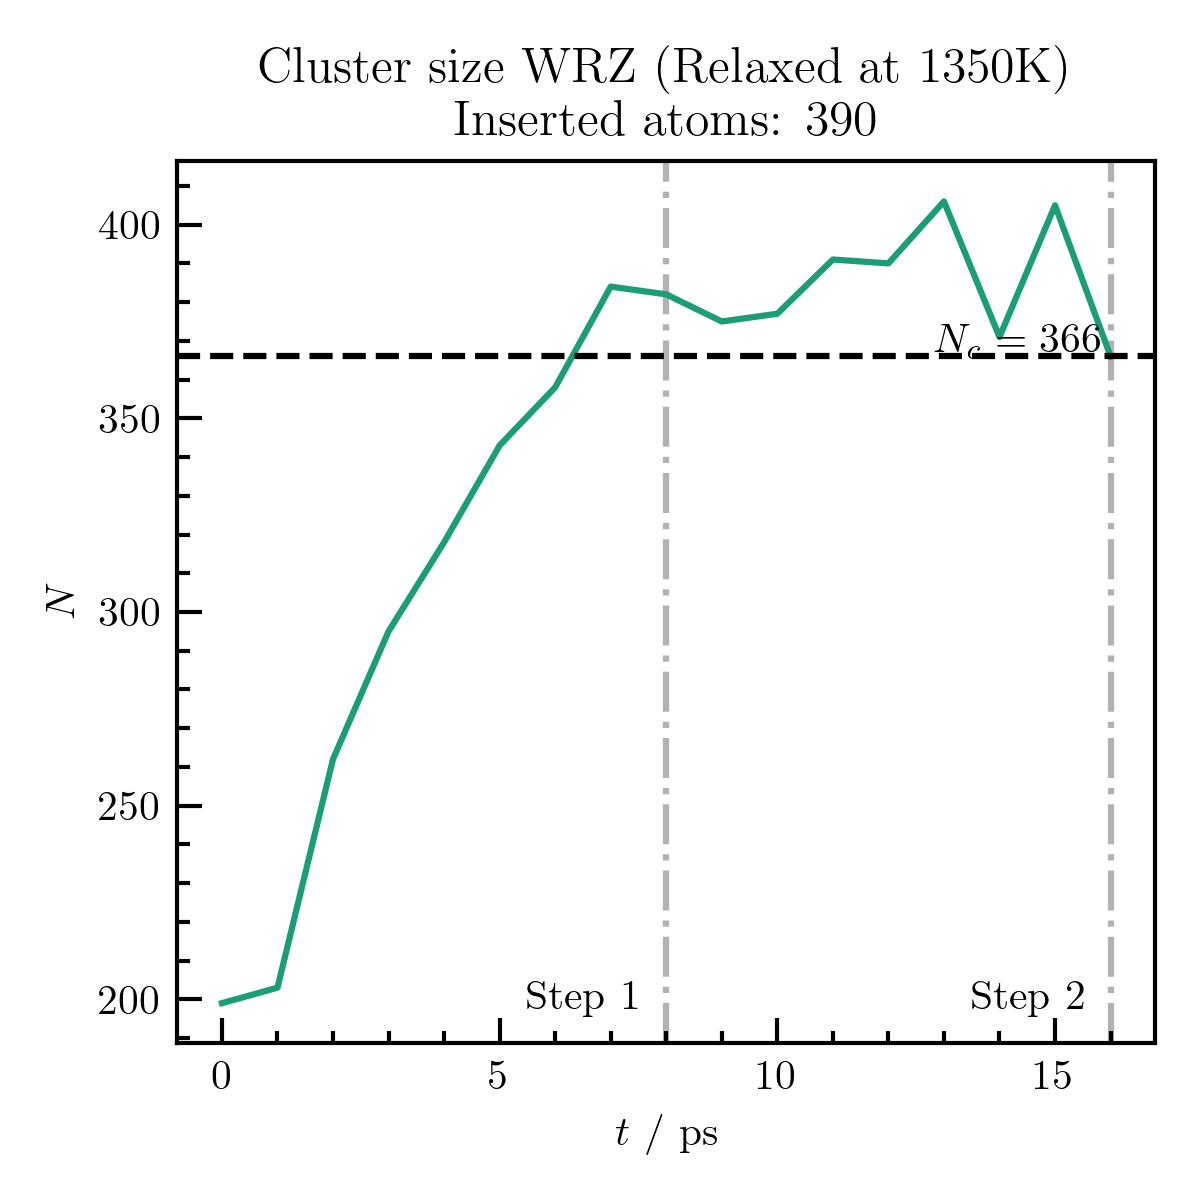 Cluster size WRZ (Relaxed at 1350K)
Inserted atoms: 390
400
350
300
250
200
N
N_c = 366
Step 1
Step 2
0 5 10 15
t / ps